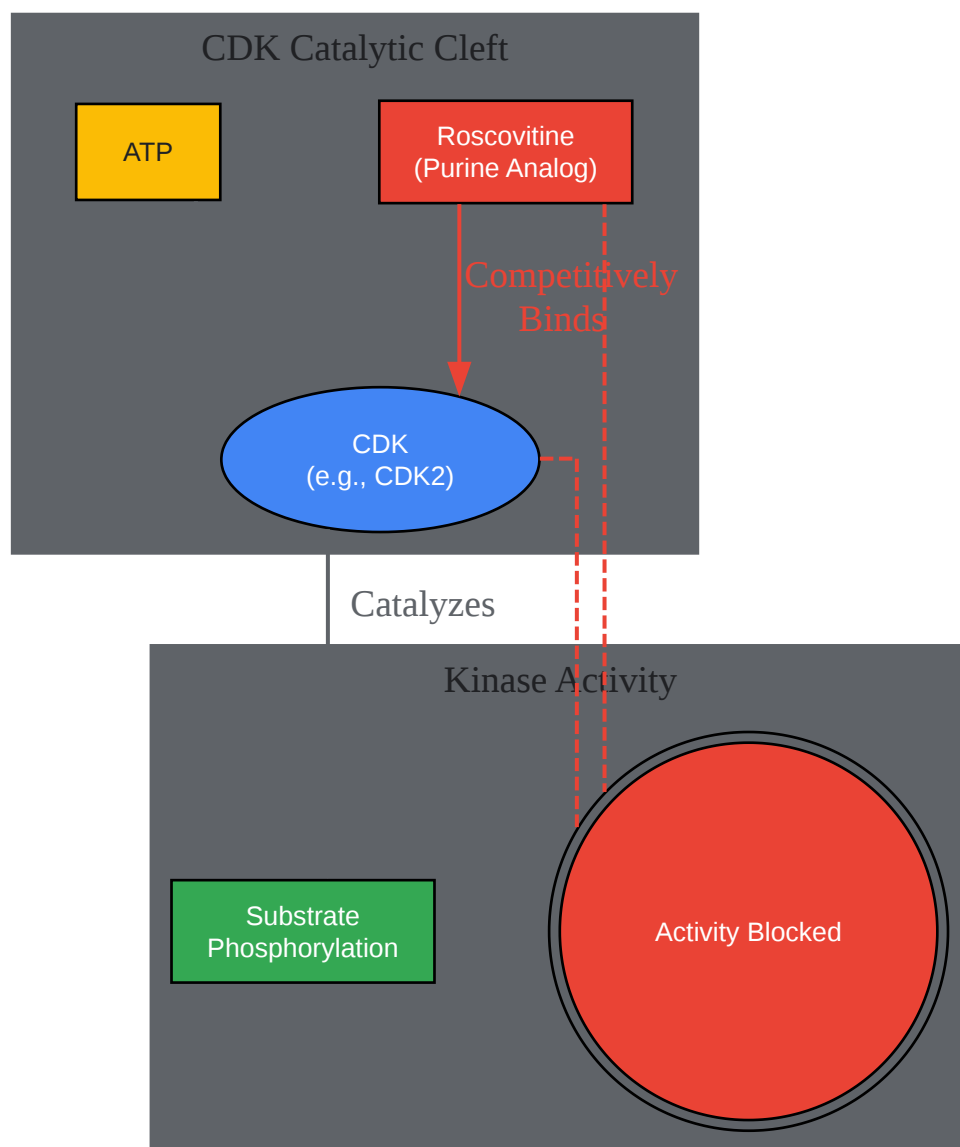 CDK Catalytic Cleft
ATP
Roscovitine
(Purine Analog)
Competitively
Binds
CDK
(e.g., CDK2)
Catalyzes
Kinase Activity
Substrate
Phosphorylation
Activity Blocked